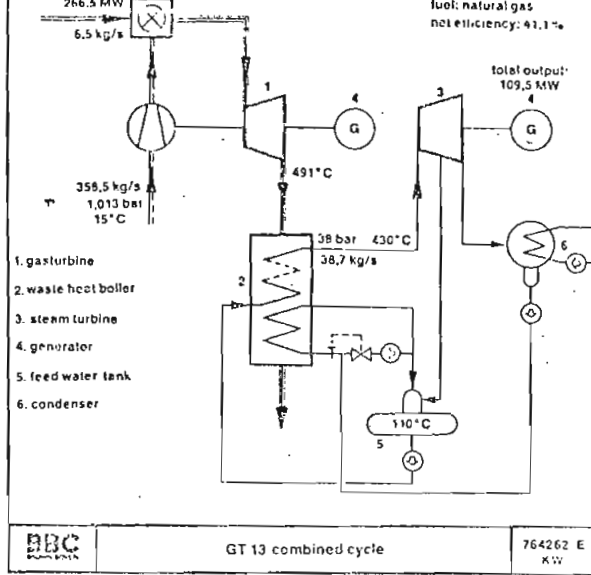 266,5 MW
6,5 kg/s
fuel: natural gas
net efficiency: 41,1 %
total output:
109,5 MW
1
4
3
4
G
G
491°C
358,5 kg/s
1,013 bar
15°C
38 bar 430°C
38,7 kg/s
6
2
1. gasturbine
2. waste heat boiler
3. steam turbine
4. generator
5. feed water tank
6. condenser
110°C
5
BBC
GT 13 combined cycle
764262 E
KW